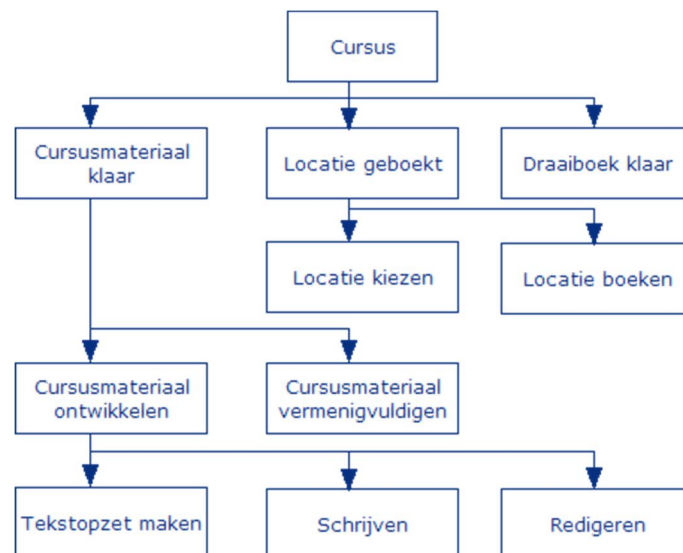 Cursus
Cursusmateriaal
klaar
Locatie geboekt
Draaiboek klaar
Locatie kiezen
Locatie boeken
Cursusmateriaal
ontwikkelen
Cursusmateriaal
vermenigvuldigen
Tekstopzet maken
Schrijven
Redigeren